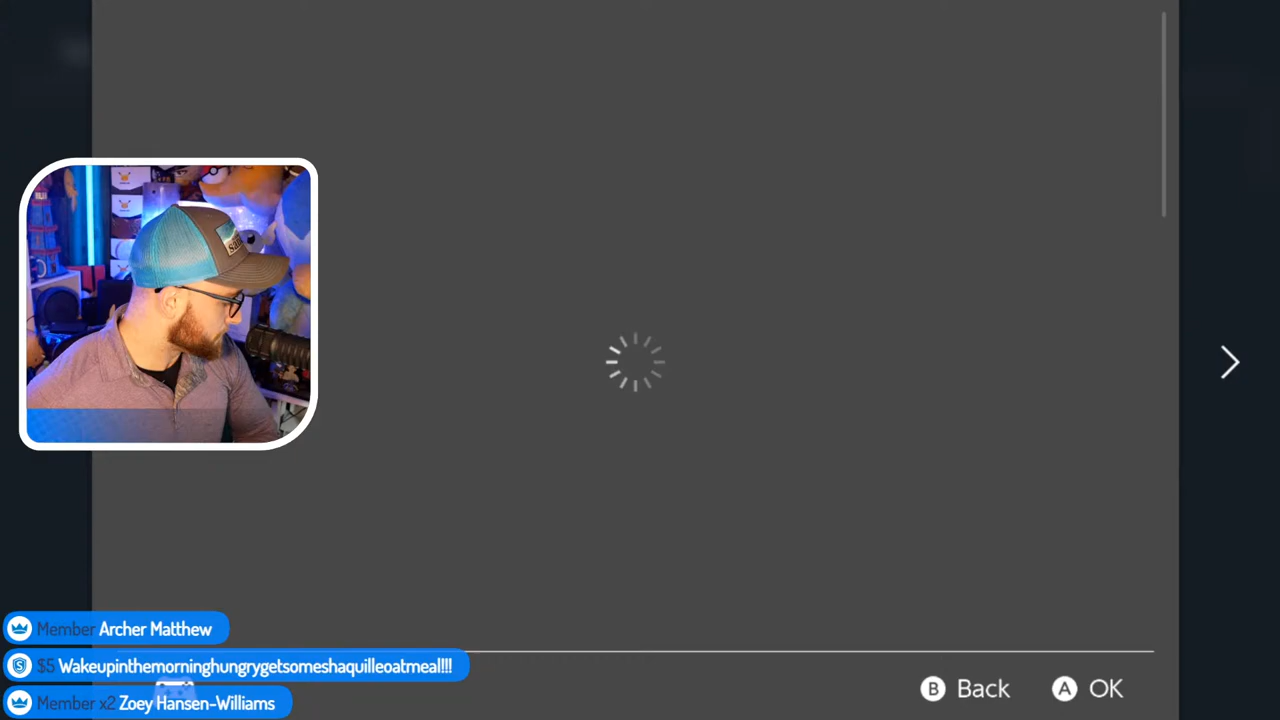 Member Archer Matthew
$5 Wakeupinthemorninghungrygetsomeshaquilleoatmeal!!!
Member x2 Zoey Hansen-Williams
B Back A OK